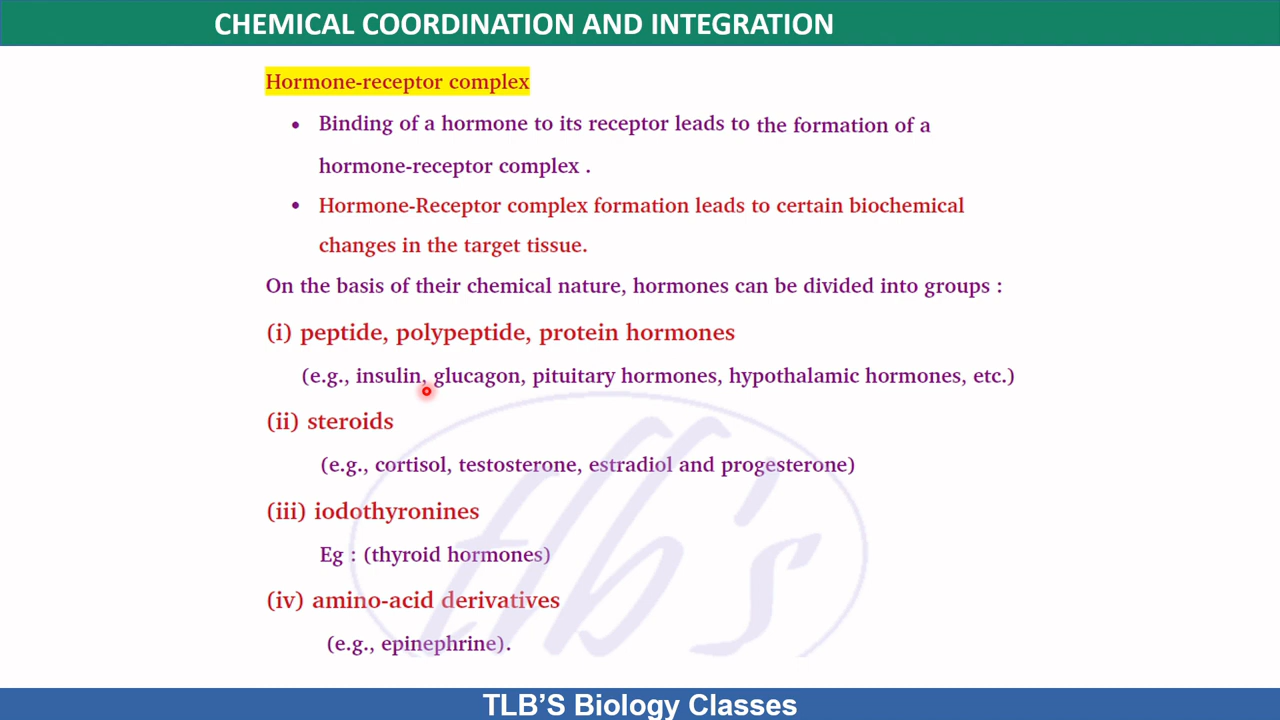 CHEMICAL COORDINATION AND INTEGRATION
Hormone-receptor complex
• Binding of a hormone to its receptor leads to the formation of a
hormone-receptor complex .
• Hormone-Receptor complex formation leads to certain biochemical
changes in the target tissue.
On the basis of their chemical nature, hormones can be divided into groups :
(i) peptide, polypeptide, protein hormones
(e.g., insulin, glucagon, pituitary hormones, hypothalamic hormones, etc.)
(ii) steroids
(e.g., cortisol, testosterone, estradiol and progesterone)
(iii) iodothyronines
Eg : (thyroid hormones)
(iv) amino-acid derivatives
(e.g., epinephrine).
tlb's
TLB'S Biology Classes